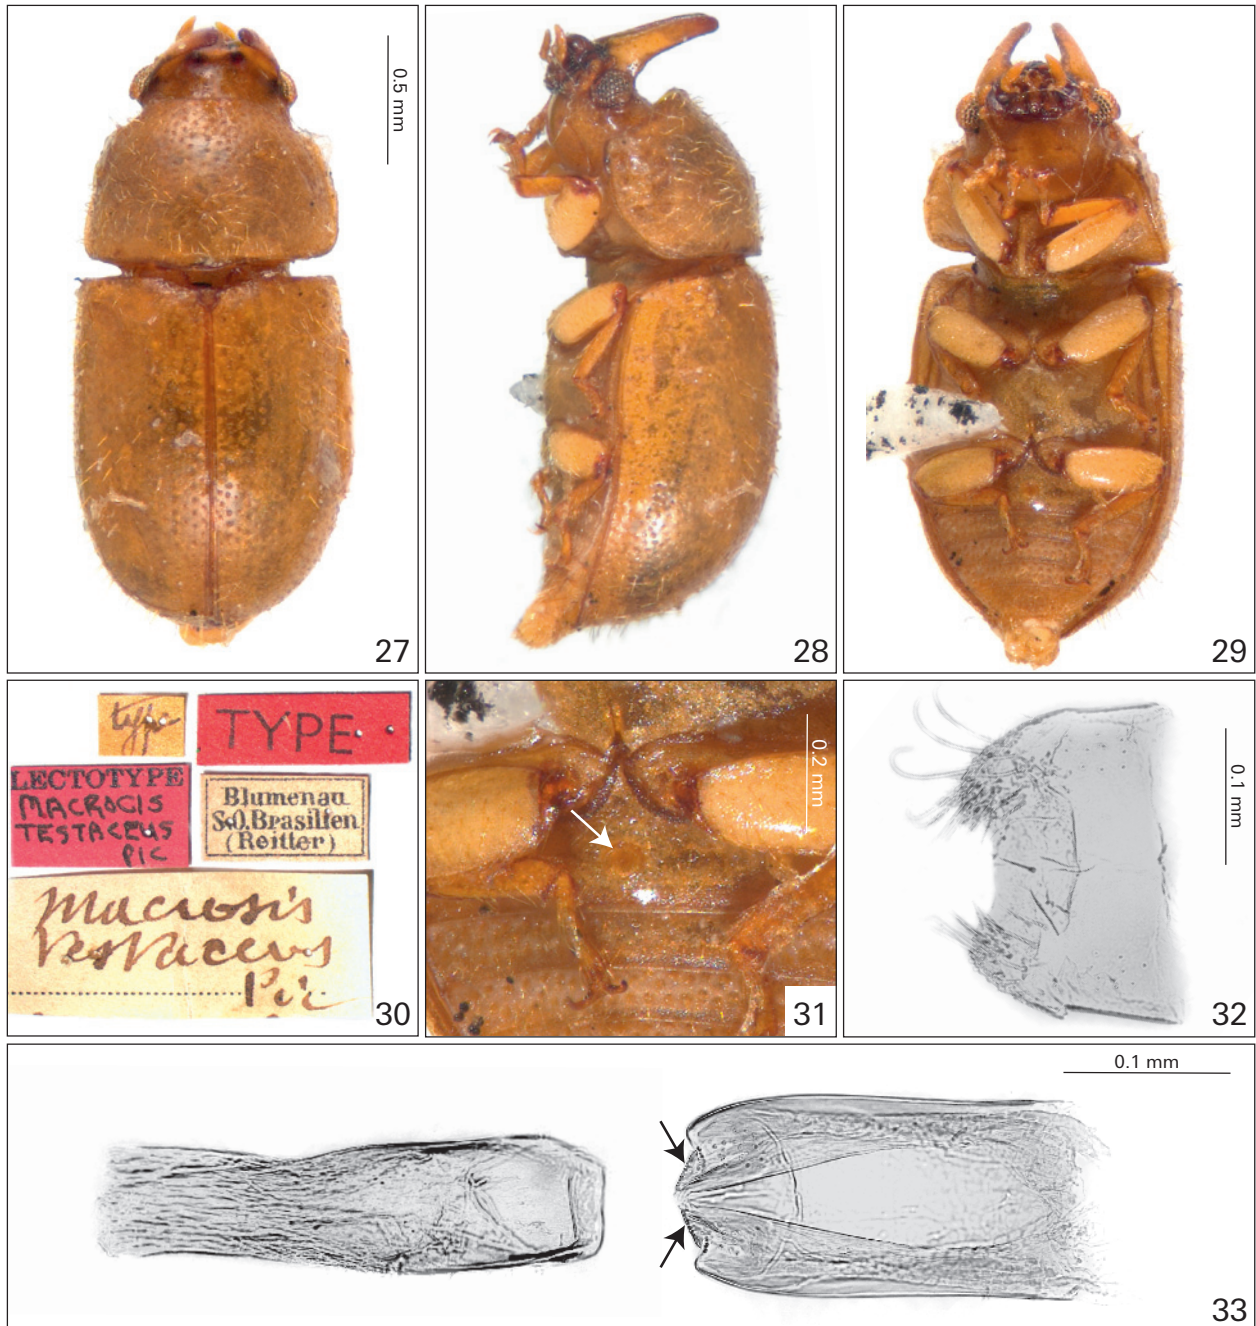 0.5 mm
27
28
29
type
TYPE
LECTOTYPE
MACROCIS
TESTACEUS
PIC
Blumenau
S.O.Brasilien
(Reitter)
Macrosis
testaceus
Pic
30
0.2 mm
31
0.1 mm
32
0.1 mm
33